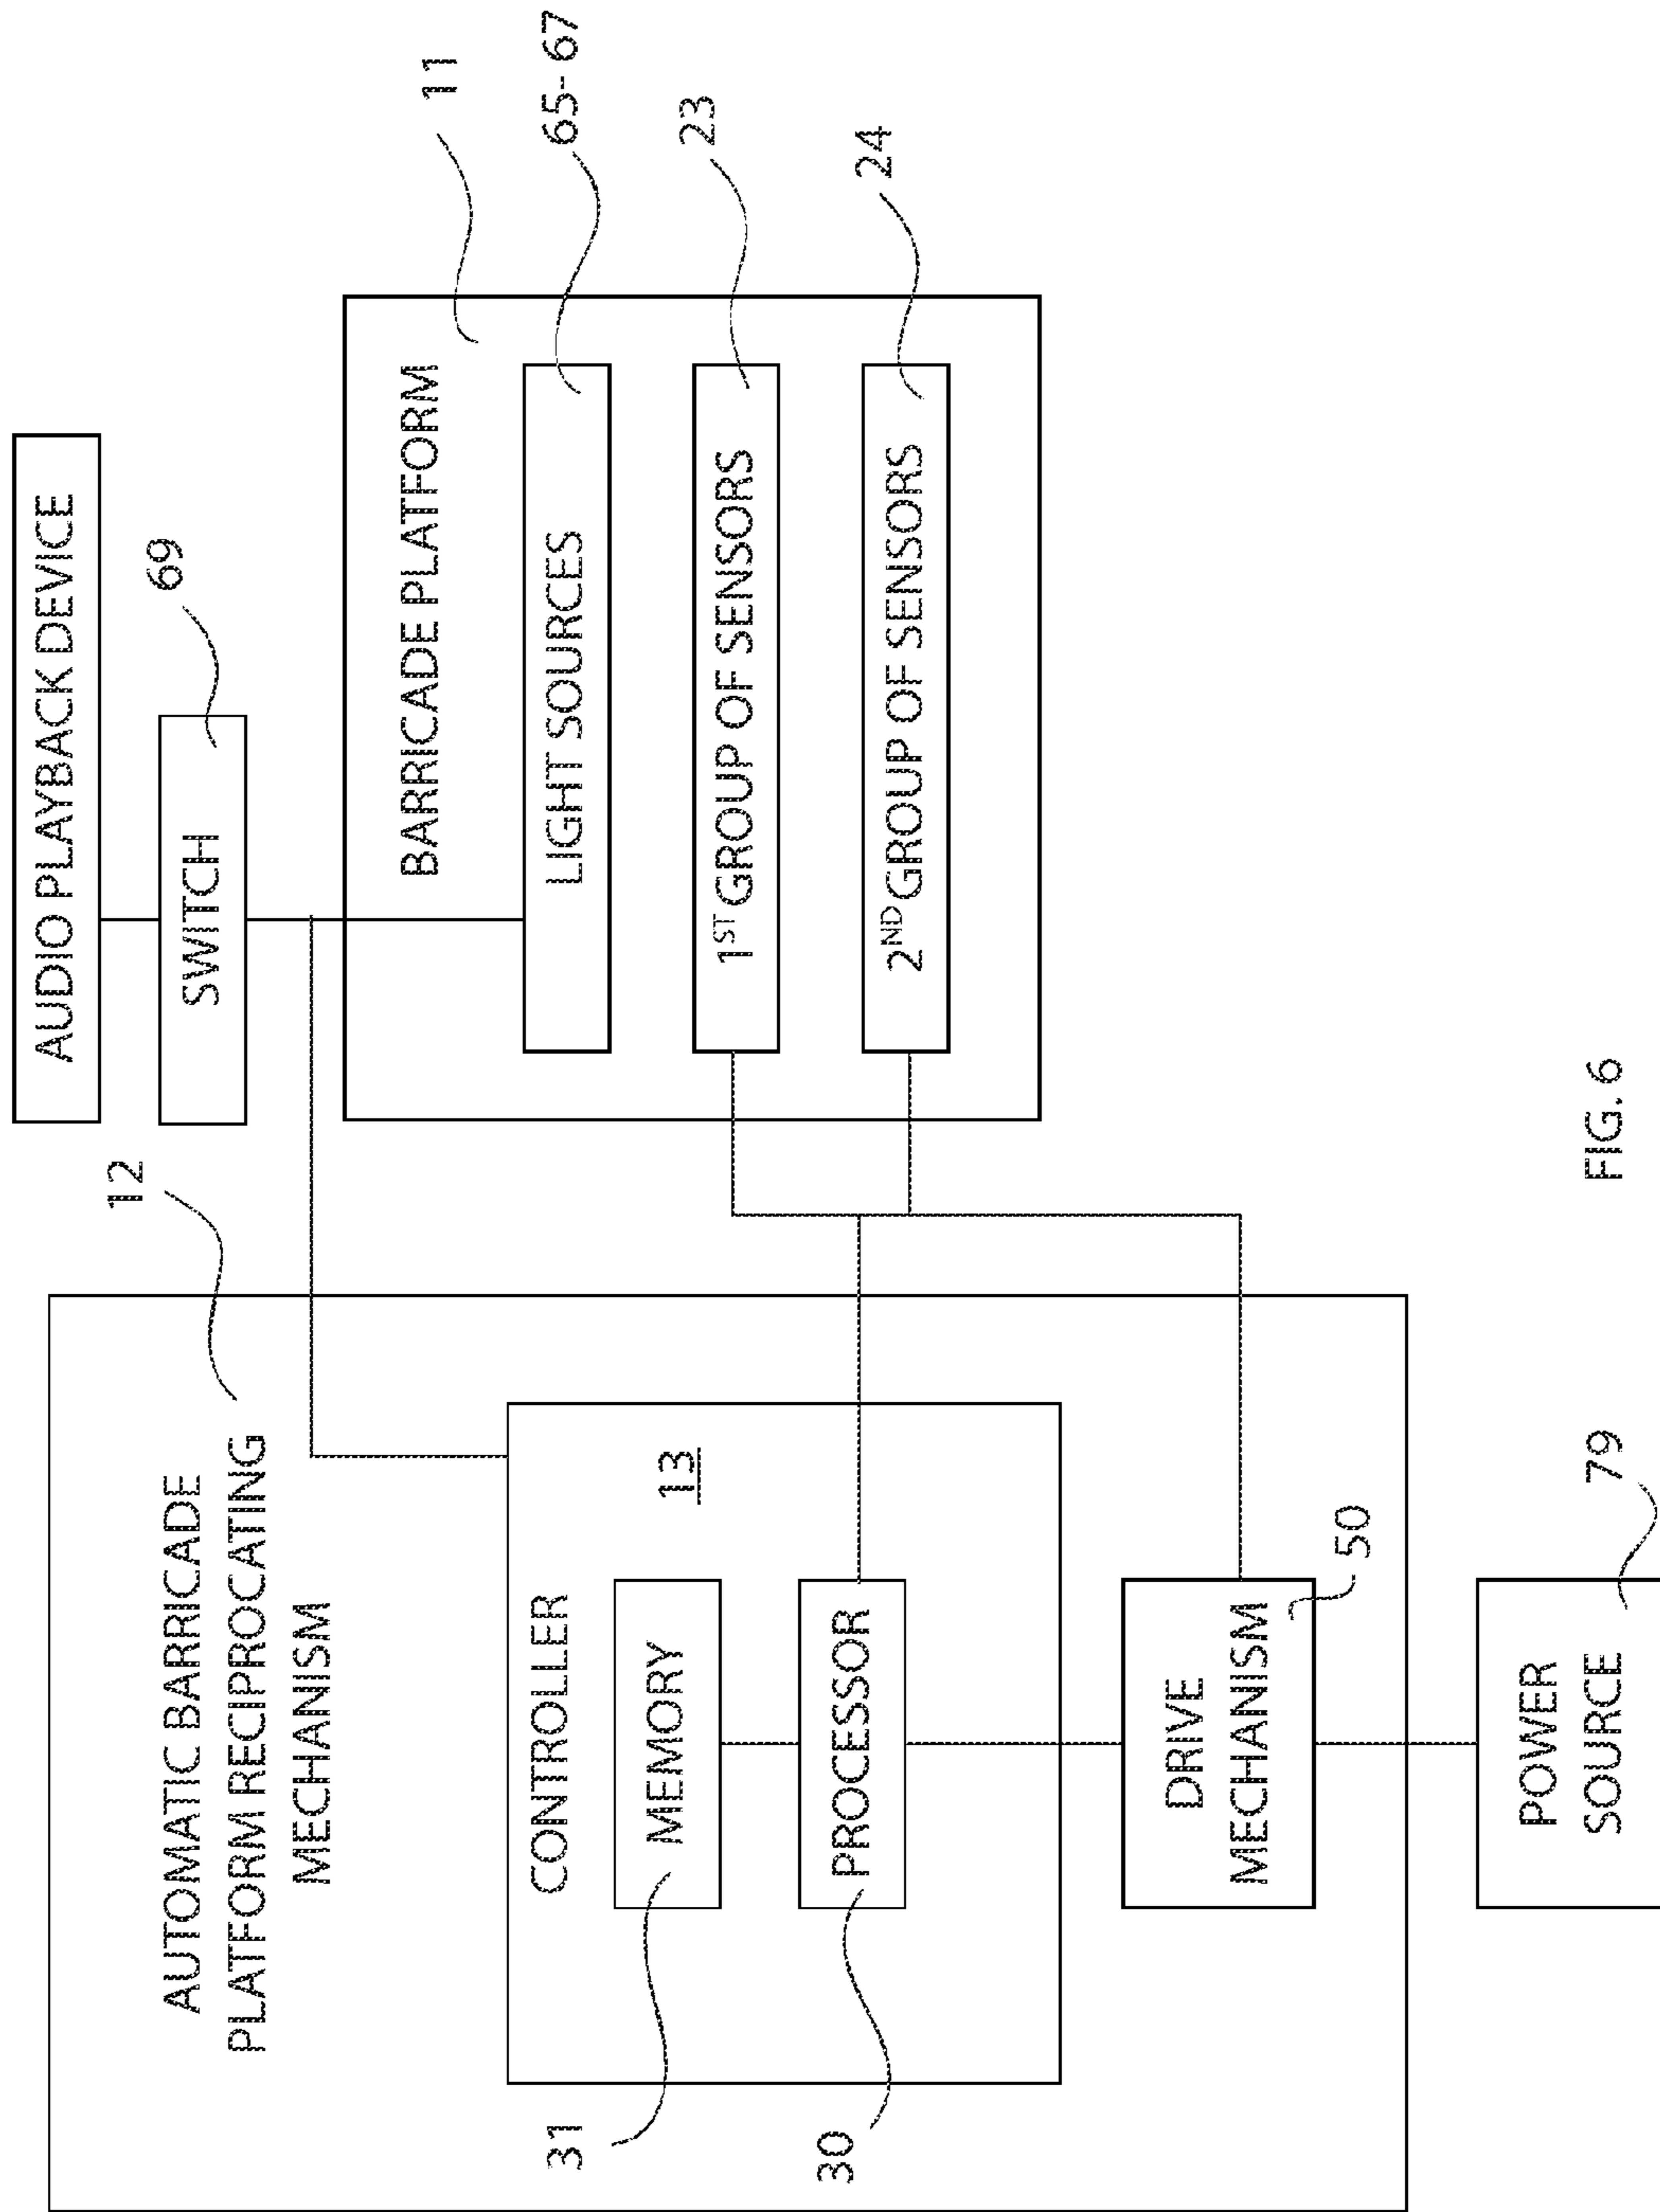 12
AUTOMATIC BARRICADE
PLATFORM RECIPROCATING
MECHANISM
CONTROLLER
13
31
MEMORY
30
PROCESSOR
DRIVE
MECHANISM
50
POWER
SOURCE
79
AUDIO PLAYBACK DEVICE
SWITCH
69
BARRICADE PLATFORM
11
LIGHT SOURCES
65-67
1ST GROUP OF SENSORS
23
2ND GROUP OF SENSORS
24
FIG. 6